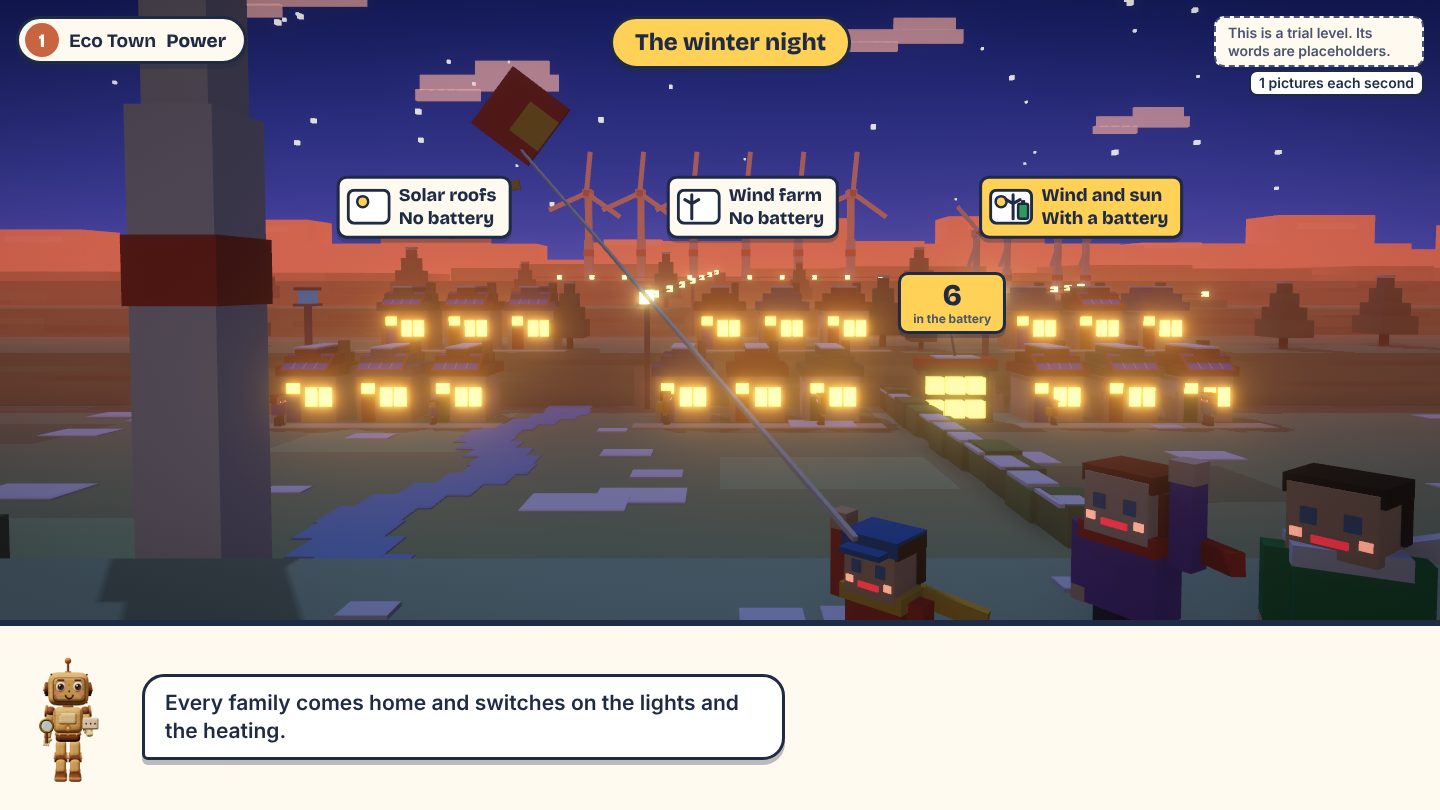 1 Eco Town Power
The winter night
This is a trial level. Its
words are placeholders.
1 pictures each second
Solar roofs
No battery
Wind farm
No battery
Wind and sun
With a battery
6
in the battery
Every family comes home and switches on the lights and
the heating.